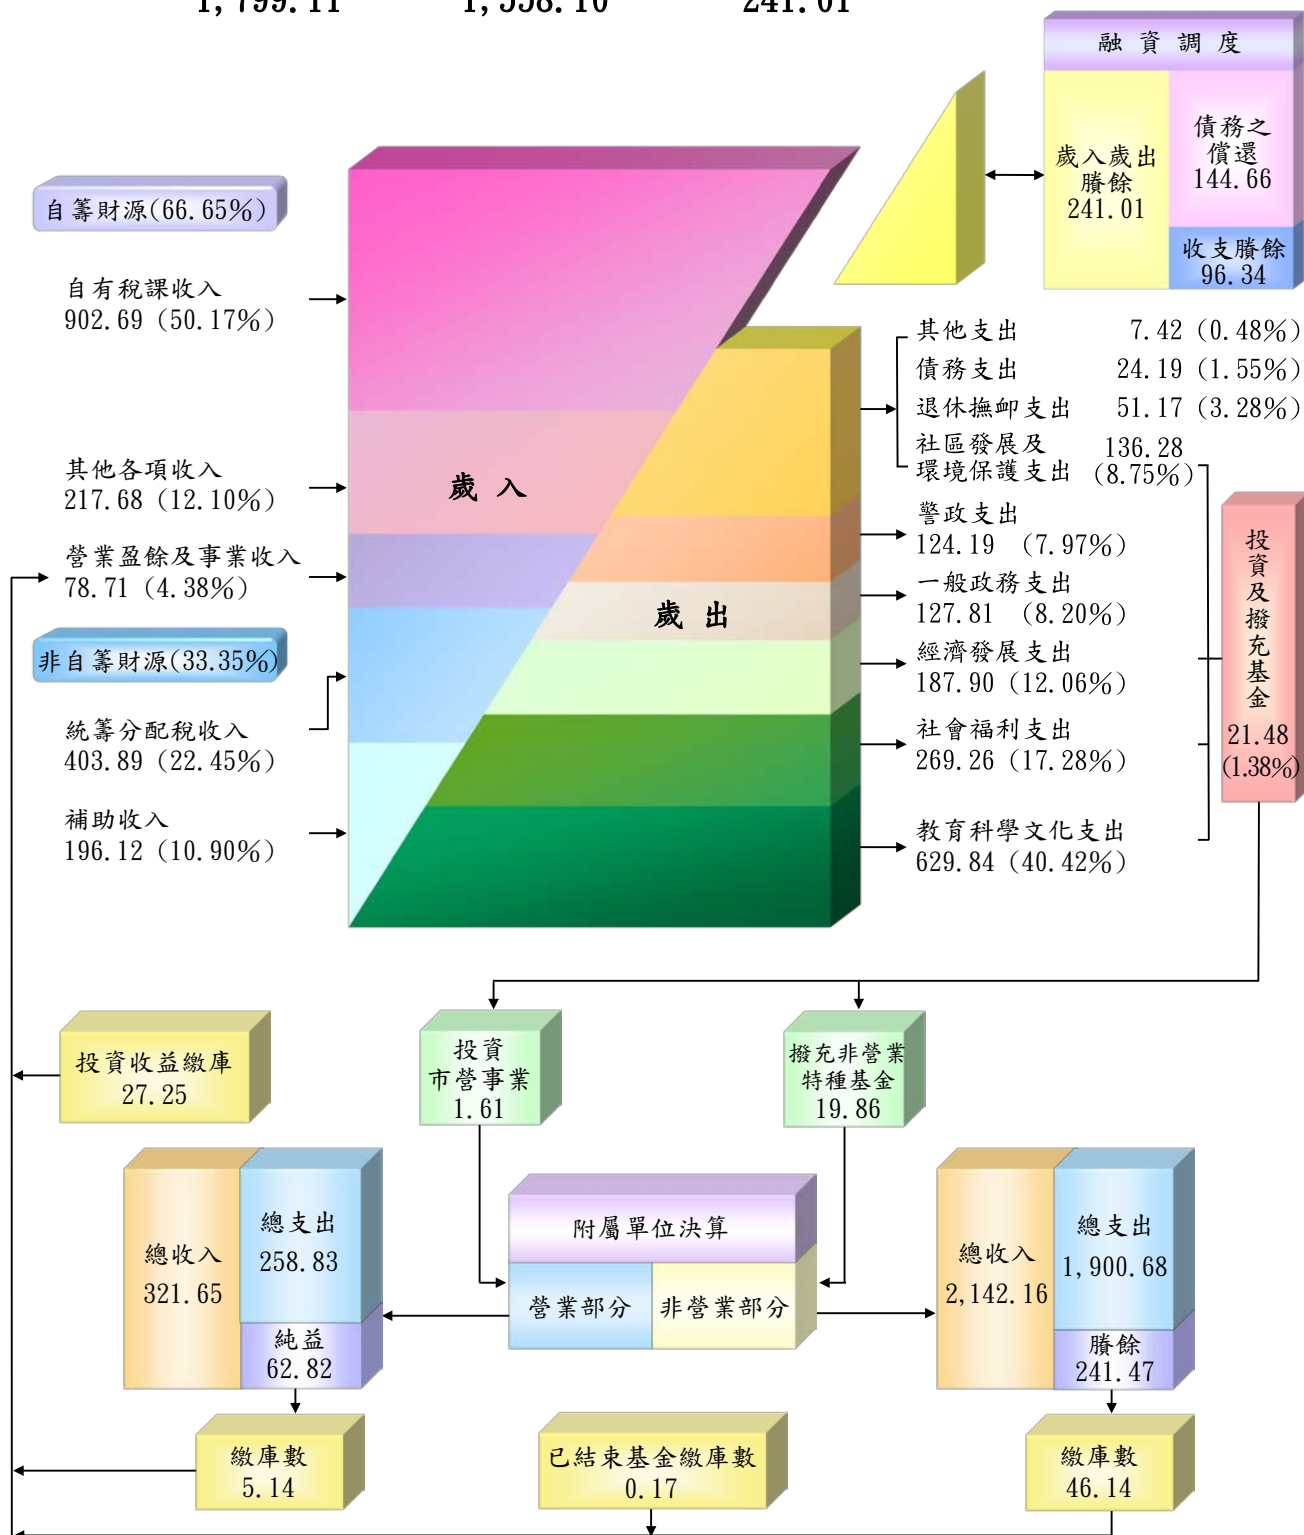 1,799.11 1,558.10 241.01
融資調度
歲入歲出
賸餘
241.01
債務之
償還
144.66
收支賸餘
96.34
自籌財源(66.65%)
自有稅課收入
902.69 (50.17%)
其他各項收入
217.68 (12.10%)
營業盈餘及事業收入
78.71 (4.38%)
非自籌財源(33.35%)
統籌分配稅收入
403.89 (22.45%)
補助收入
196.12 (10.90%)
歲入
歲出
其他支出 7.42 (0.48%)
債務支出 24.19 (1.55%)
退休撫卹支出 51.17 (3.28%)
社區發展及 136.28
環境保護支出 (8.75%)
警政支出
124.19 (7.97%)
一般政務支出
127.81 (8.20%)
經濟發展支出
187.90 (12.06%)
社會福利支出
269.26 (17.28%)
教育科學文化支出
629.84 (40.42%)
投資及撥充基金
21.48
(1.38%)
投資收益繳庫
27.25
投資
市營事業
1.61
撥充非營業
特種基金
19.86
總收入
321.65
總支出
258.83
純益
62.82
附屬單位決算
營業部分
非營業部分
總收入
2,142.16
總支出
1,900.68
賸餘
241.47
繳庫數
5.14
已結束基金繳庫數
0.17
繳庫數
46.14